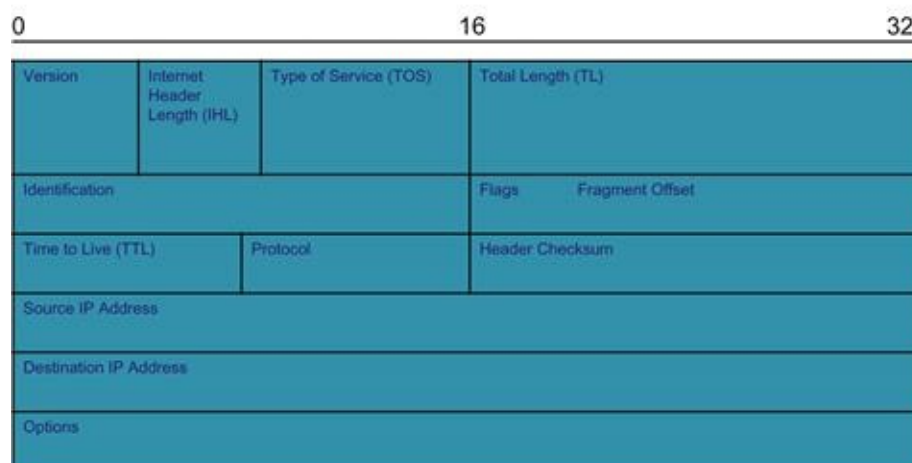 0 16 32
Version
Internet
Header
Length (IHL)
Type of Service (TOS)
Total Length (TL)
Identification
Flags
Fragment Offset
Time to Live (TTL)
Protocol
Header Checksum
Source IP Address
Destination IP Address
Options